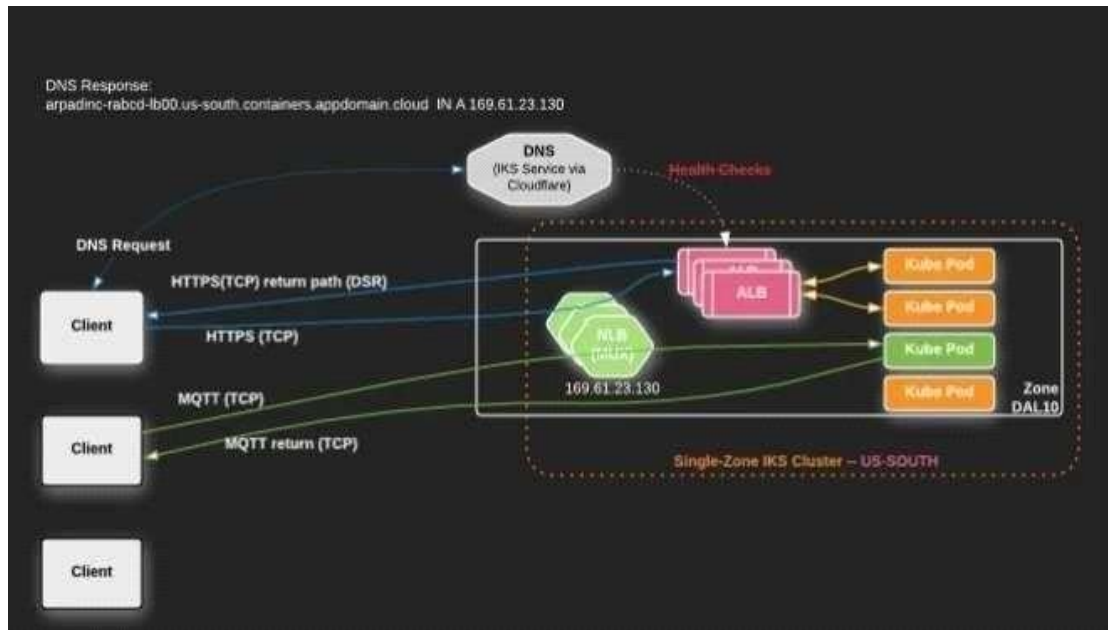 DNS Response:
arpadinc-rabcd-lb00.us-south.containers.appdomain.cloud IN A 169.61.23.130
DNS
(IKS Service via
Cloudflare)
Health Checks
DNS Request
HTTPS(TCP) return path (DSR)
Client
HTTPS (TCP)
ALB
ALB
Kube Pod
Kube Pod
NLB
(MUX)
Kube Pod
169.61.23.130
Kube Pod
Zone
DAL10
MQTT (TCP)
MQTT return (TCP)
Client
Single-Zone IKS Cluster -- US-SOUTH
Client